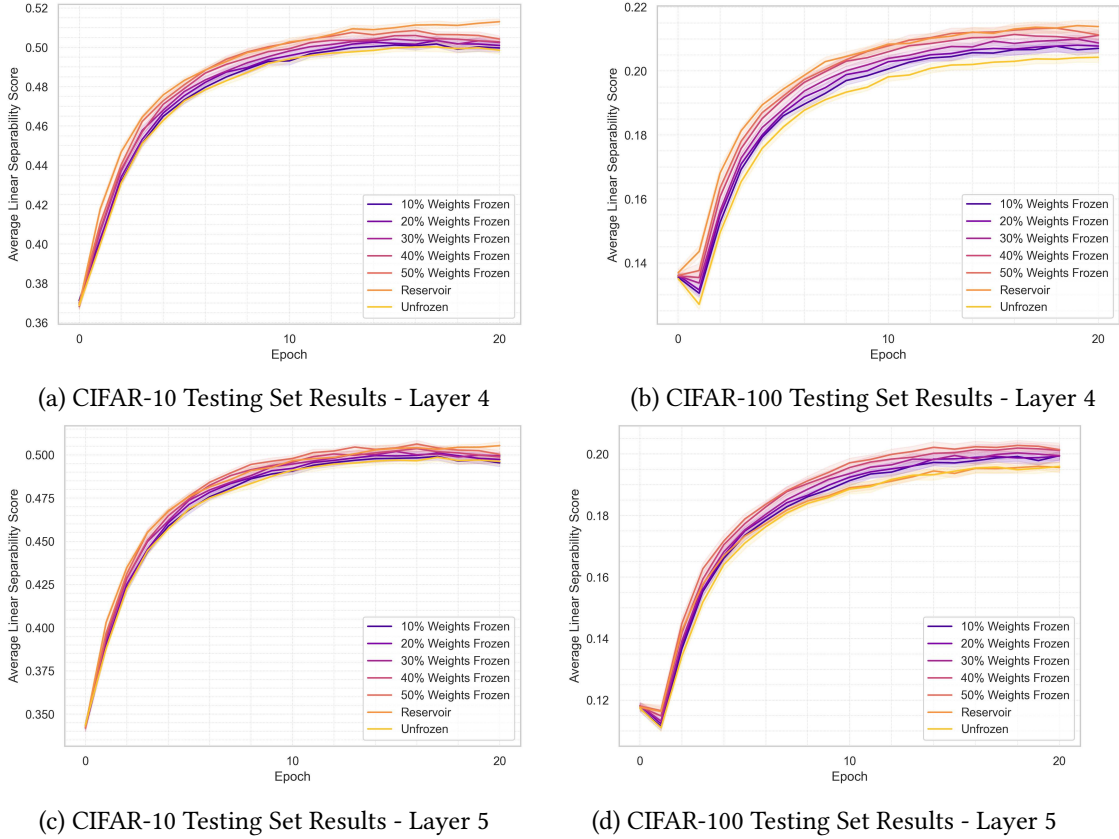 0.52
0.50
0.48
0.46
0.44
0.42
0.40
0.38
0.36
Average Linear Separability Score
10% Weights Frozen
20% Weights Frozen
30% Weights Frozen
40% Weights Frozen
50% Weights Frozen
Reservoir
Unfrozen
0
10
20
Epoch
(a) CIFAR-10 Testing Set Results - Layer 4
0.22
0.20
0.18
0.16
0.14
Average Linear Separability Score
10% Weights Frozen
20% Weights Frozen
30% Weights Frozen
40% Weights Frozen
50% Weights Frozen
Reservoir
Unfrozen
0
10
20
Epoch
(b) CIFAR-100 Testing Set Results - Layer 4
0.500
0.475
0.450
0.425
0.400
0.375
0.350
Average Linear Separability Score
10% Weights Frozen
20% Weights Frozen
30% Weights Frozen
40% Weights Frozen
50% Weights Frozen
Reservoir
Unfrozen
0
10
20
Epoch
(c) CIFAR-10 Testing Set Results - Layer 5
0.20
0.18
0.16
0.14
0.12
Average Linear Separability Score
10% Weights Frozen
20% Weights Frozen
30% Weights Frozen
40% Weights Frozen
50% Weights Frozen
Reservoir
Unfrozen
0
10
20
Epoch
(d) CIFAR-100 Testing Set Results - Layer 5